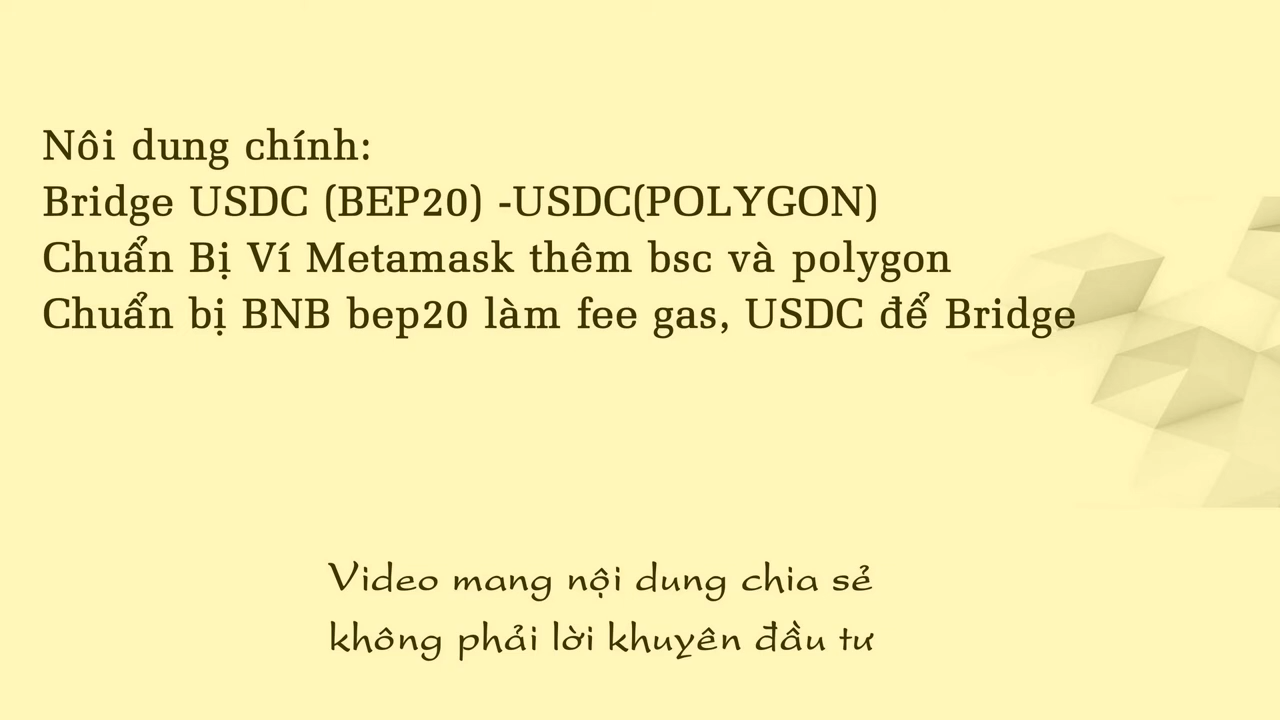 Nôi dung chính:
Bridge USDC (BEP20) -USDC(POLYGON)
Chuẩn Bị Ví Metamask thêm bsc và polygon
Chuẩn bị BNB bep20 làm fee gas, USDC để Bridge
Video mang nội dung chia sẻ
không phải lời khuyên đầu tư